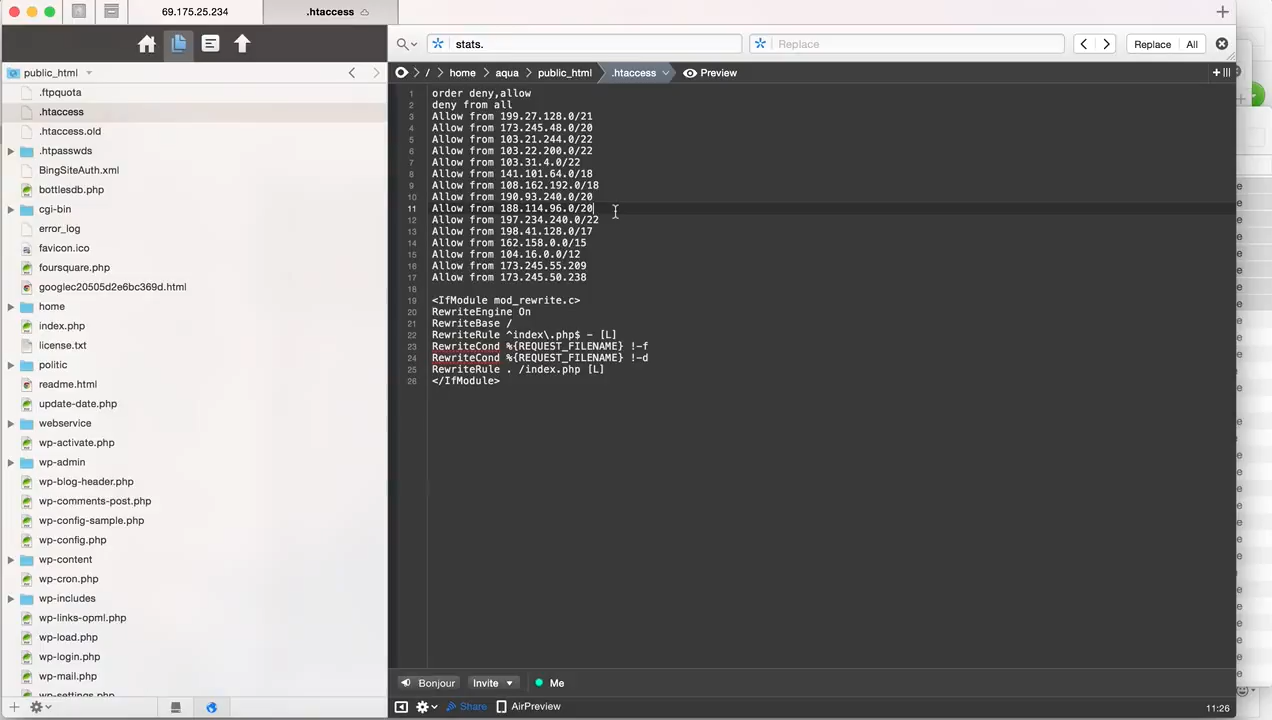 69.175.25.234
.htaccess
stats.
Replace
Replace
All
public_html
/
home
aqua
public_html
.htaccess
Preview
.ftpquota
.htaccess
.htaccess.old
.htpasswds
BingSiteAuth.xml
bottlesdb.php
cgi-bin
error_log
favicon.ico
foursquare.php
googlec20505d2e6bc369d.html
home
index.php
license.txt
politic
readme.html
update-date.php
webservice
wp-activate.php
wp-admin
wp-blog-header.php
wp-comments-post.php
wp-config-sample.php
wp-config.php
wp-content
wp-cron.php
wp-includes
wp-links-opml.php
wp-load.php
wp-login.php
wp-mail.php
wp-settings.php
1 order deny,allow
2 deny from all
3 Allow from 199.27.128.0/21
4 Allow from 173.245.48.0/20
5 Allow from 103.21.244.0/22
6 Allow from 103.22.200.0/22
7 Allow from 103.31.4.0/22
8 Allow from 141.101.64.0/18
9 Allow from 108.162.192.0/18
10 Allow from 190.93.240.0/20
11 Allow from 188.114.96.0/20
12 Allow from 197.234.240.0/22
13 Allow from 198.41.128.0/17
14 Allow from 162.158.0.0/15
15 Allow from 104.16.0.0/12
16 Allow from 173.245.55.209
17 Allow from 173.245.50.238
18
19 <IfModule mod_rewrite.c>
20 RewriteEngine On
21 RewriteBase /
22 RewriteRule ^index\.php$ - [L]
23 RewriteCond %{REQUEST_FILENAME} !-f
24 RewriteCond %{REQUEST_FILENAME} !-d
25 RewriteRule . /index.php [L]
26 </IfModule>
Bonjour
Invite
Me
Share
AirPreview
11:26